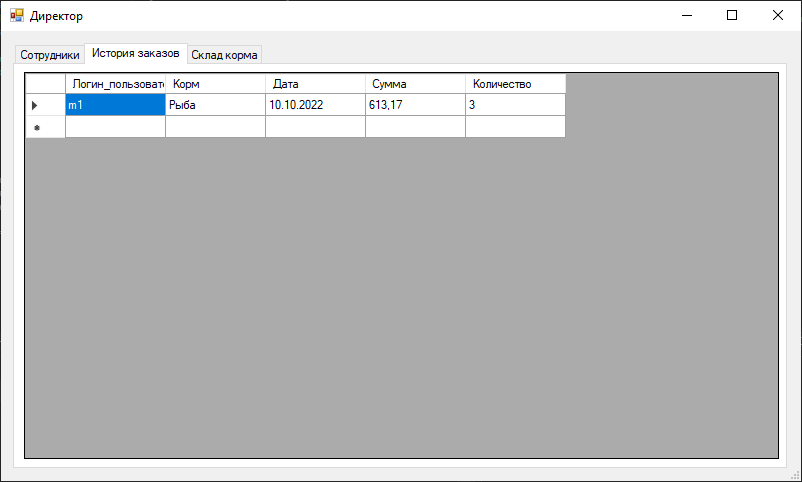 Директор
Сотрудники История заказов Склад корма
Логин_пользовате Корм Дата Сумма Количество
m1 Рыба 10.10.2022 613,17 3